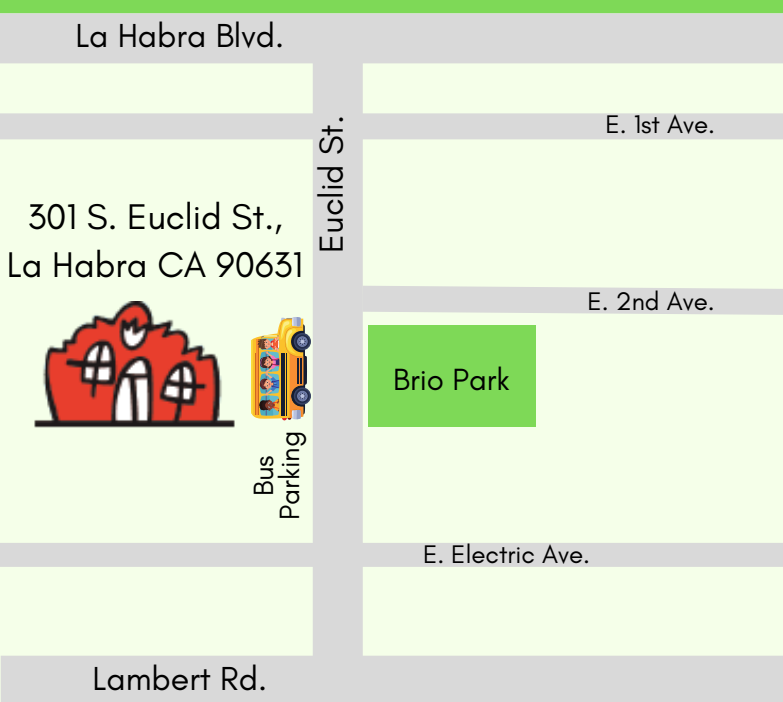 La Habra Blvd.
E. 1st Ave.
Euclid St.
301 S. Euclid St.,
La Habra CA 90631
E. 2nd Ave.
Brio Park
Bus
Parking
E. Electric Ave.
Lambert Rd.